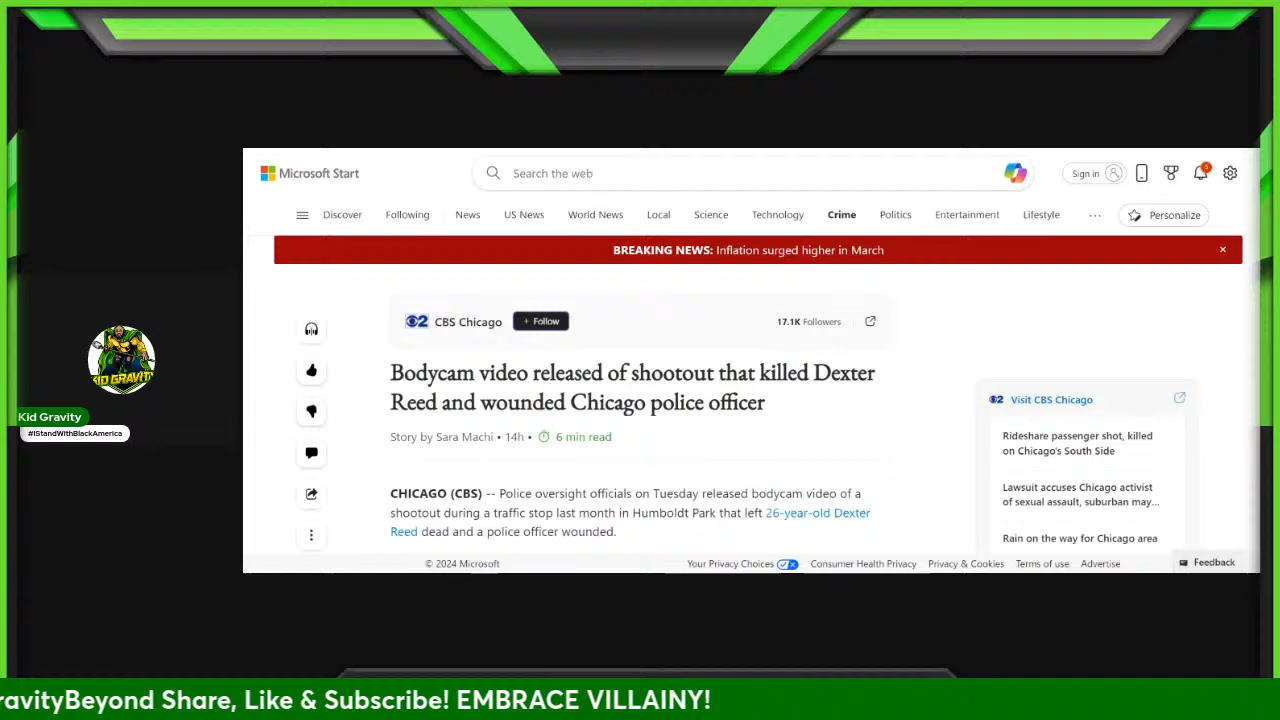 Microsoft Start
Search the web
Sign in
5
Discover Following News US News World News Local Science Technology Crime Politics Entertainment Lifestyle ... Personalize
BREAKING NEWS: Inflation surged higher in March
2 CBS Chicago + Follow
17.1K Followers
Bodycam video released of shootout that killed Dexter
Reed and wounded Chicago police officer
Story by Sara Machi • 14h • 6 min read
CHICAGO (CBS) -- Police oversight officials on Tuesday released bodycam video of a
shootout during a traffic stop last month in Humboldt Park that left 26-year-old Dexter
Reed dead and a police officer wounded.
2 Visit CBS Chicago
Rideshare passenger shot, killed
on Chicago's South Side
Lawsuit accuses Chicago activist
of sexual assault, suburban may...
Rain on the way for Chicago area
© 2024 Microsoft
Your Privacy Choices Consumer Health Privacy Privacy & Cookies Terms of use Advertise Feedback
KID GRAVITY
Kid Gravity
#IStandWithBlackAmerica
ravityBeyond Share, Like & Subscribe! EMBRACE VILLAINY!